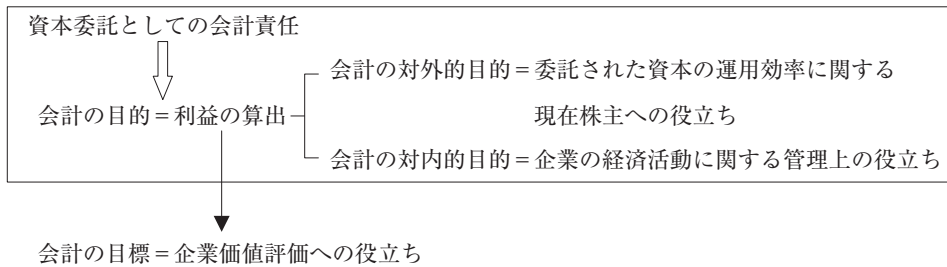 資本委託としての会計責任
会計の対外的目的＝委託された資本の運用効率に関する
会計の目的＝利益の算出
現在株主への役立ち
会計の対内的目的＝企業の経済活動に関する管理上の役立ち
会計の目標＝企業価値評価への役立ち